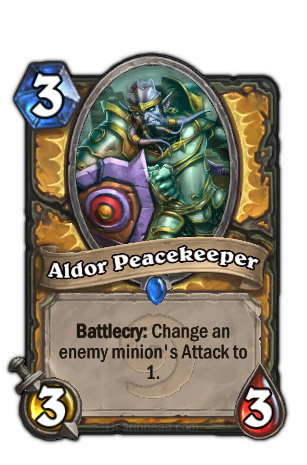 3
Aldor Peacekeeper
Battlecry: Change an
enemy minion's Attack to
1.
3
3